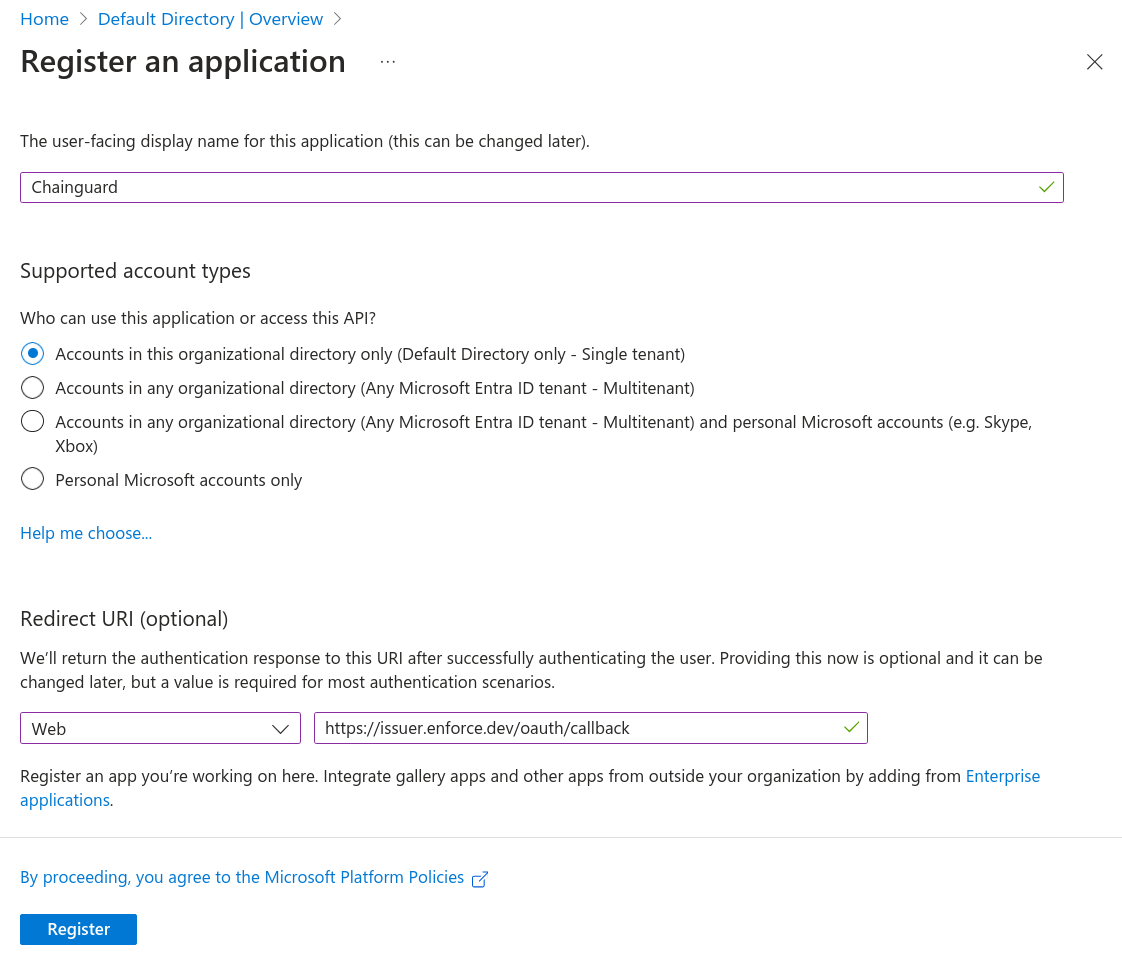 Home > Default Directory | Overview >
Register an application ...
The user-facing display name for this application (this can be changed later).
Chainguard
Supported account types
Who can use this application or access this API?
Accounts in this organizational directory only (Default Directory only - Single tenant)
Accounts in any organizational directory (Any Microsoft Entra ID tenant - Multitenant)
Accounts in any organizational directory (Any Microsoft Entra ID tenant - Multitenant) and personal Microsoft accounts (e.g. Skype,
Xbox)
Personal Microsoft accounts only
Help me choose...
Redirect URI (optional)
We’ll return the authentication response to this URI after successfully authenticating the user. Providing this now is optional and it can be
changed later, but a value is required for most authentication scenarios.
Web https://issuer.enforce.dev/oauth/callback
Register an app you’re working on here. Integrate gallery apps and other apps from outside your organization by adding from Enterprise
applications.
By proceeding, you agree to the Microsoft Platform Policies
Register